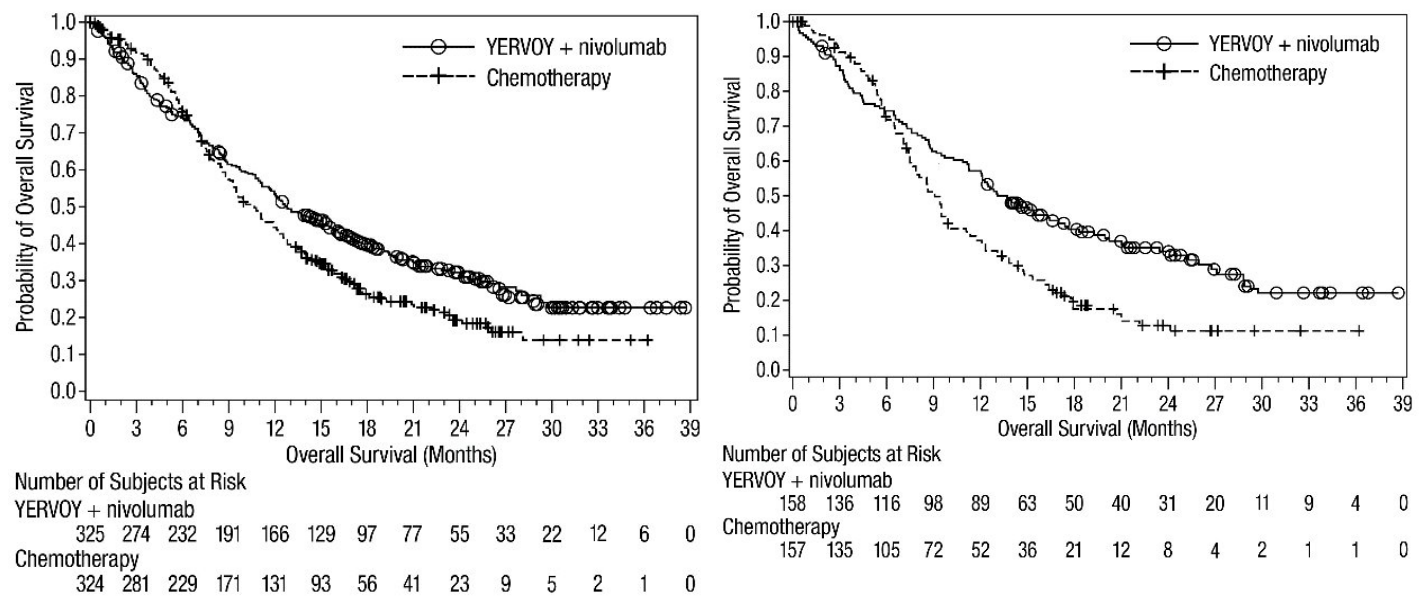 1.0
0.9
0.8
0.7
0.6
0.5
0.4
0.3
0.2
0.1
0.0
Probability of Overall Survival
YERVOY + nivolumab
Chemotherapy
0 3 6 9 12 15 18 21 24 27 30 33 36 39
Overall Survival (Months)
Number of Subjects at Risk
YERVOY + nivolumab
325 274 232 191 166 129 97 77 55 33 22 12 6 0
Chemotherapy
324 281 229 171 131 93 56 41 23 9 5 2 1 0
1.0
0.9
0.8
0.7
0.6
0.5
0.4
0.3
0.2
0.1
0.0
Probability of Overall Survival
YERVOY + nivolumab
Chemotherapy
0 3 6 9 12 15 18 21 24 27 30 33 36 39
Overall Survival (Months)
Number of Subjects at Risk
YERVOY + nivolumab
158 136 116 98 89 63 50 40 31 20 11 9 4 0
Chemotherapy
157 135 105 72 52 36 21 12 8 4 2 1 1 0